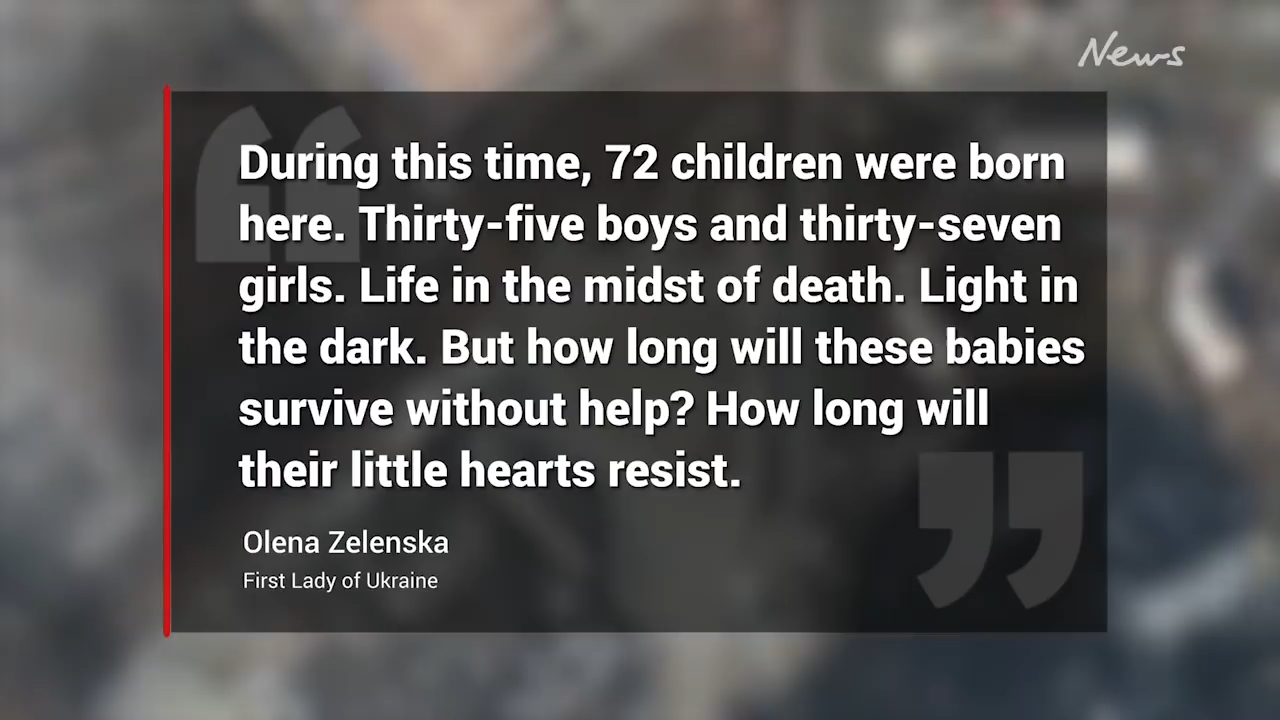 News
During this time, 72 children were born
here. Thirty-five boys and thirty-seven
girls. Life in the midst of death. Light in
the dark. But how long will these babies
survive without help? How long will
their little hearts resist.
Olena Zelenska
First Lady of Ukraine